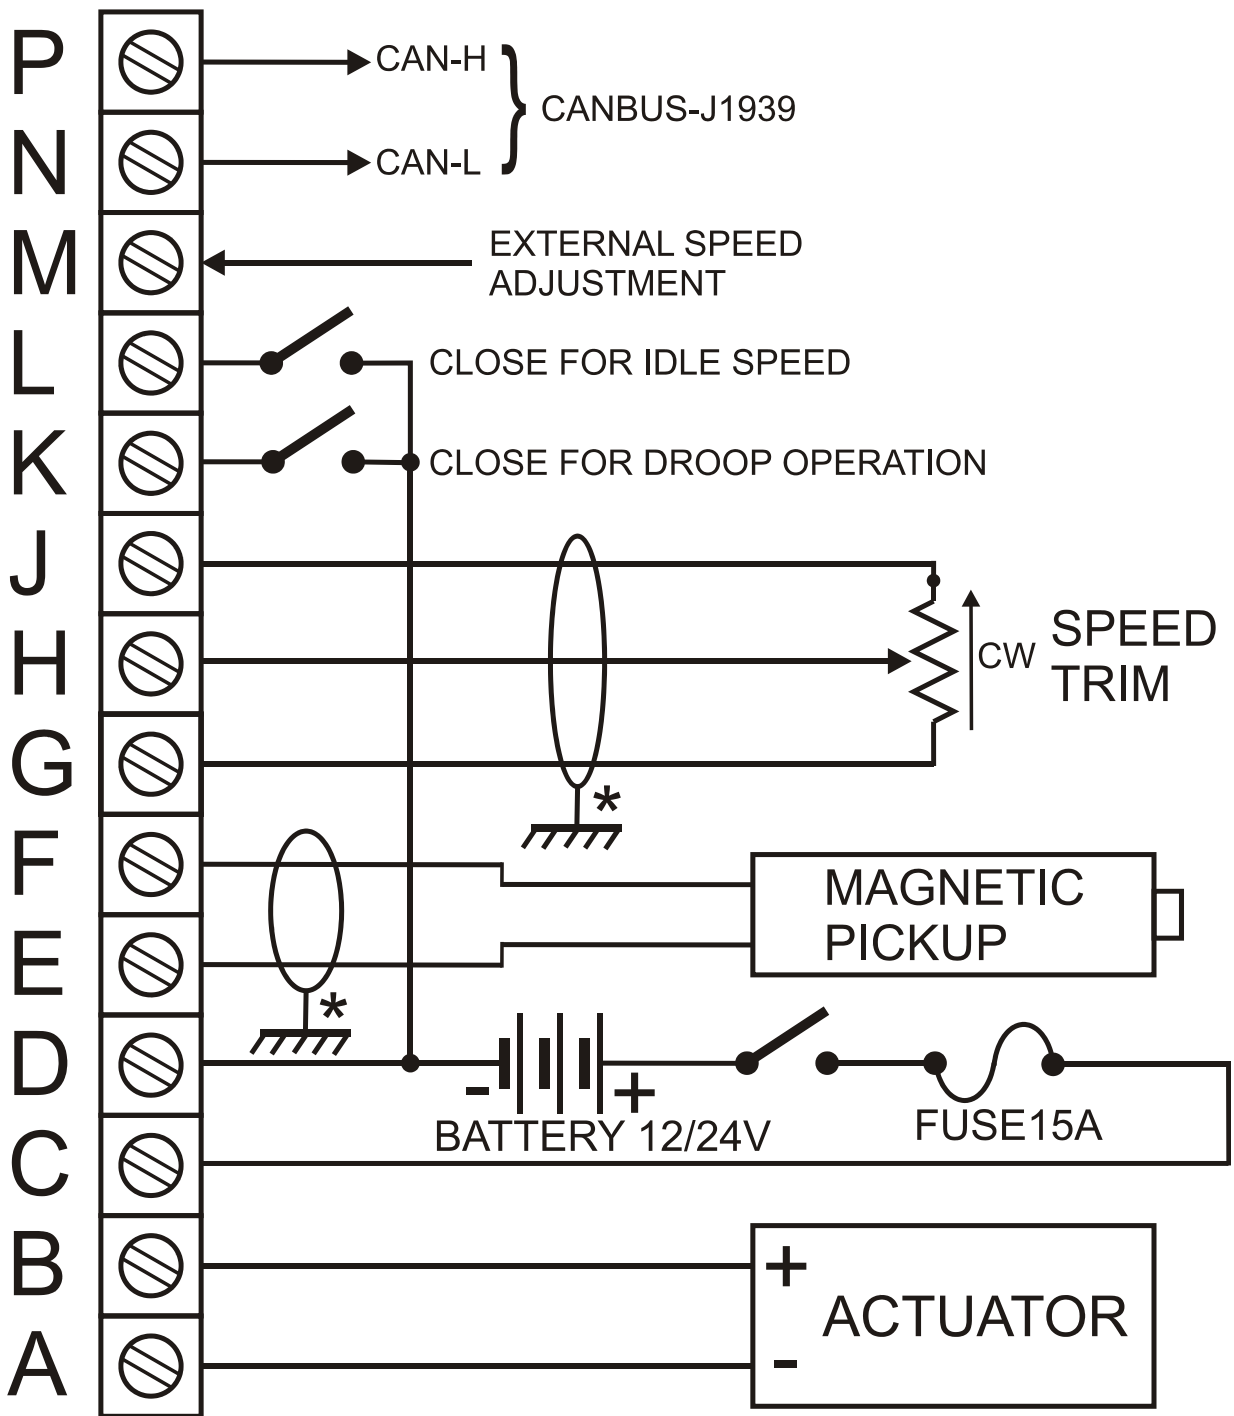 P
CAN-H
CANBUS-J1939
N
CAN-L
M
EXTERNAL SPEED
ADJUSTMENT
L
CLOSE FOR IDLE SPEED
K
CLOSE FOR DROOP OPERATION
J
H
CW
SPEED
TRIM
G
*
F
MAGNETIC
PICKUP
E
*
D
- +
BATTERY 12/24V
FUSE15A
C
B
+
ACTUATOR
-
A